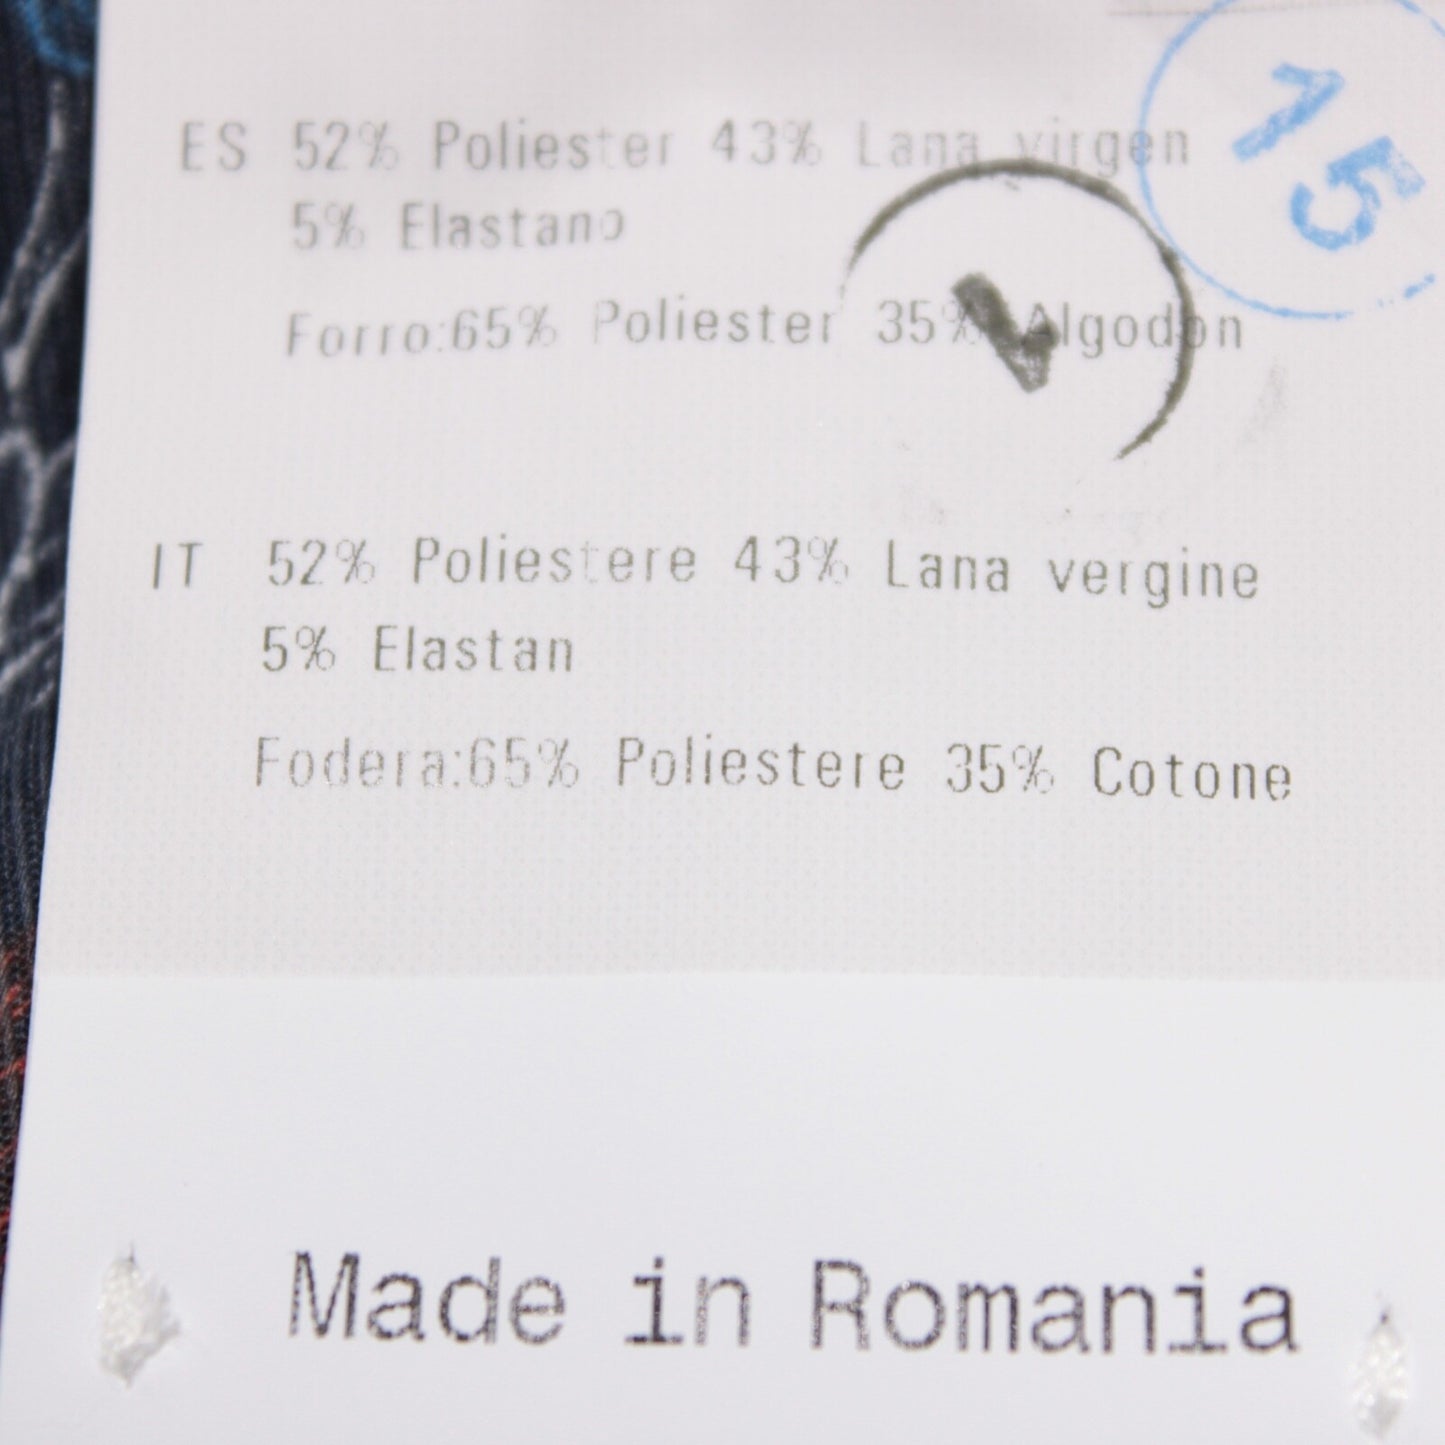 15
ES 52% Poliester 43% Lana virgen
5% Elastano
Forro:65% Poliester 35% Algodon
IT 52% Poliestere 43% Lana vergine
5% Elastan
Fodera:65% Poliestere 35% Cotone
Made in Romania